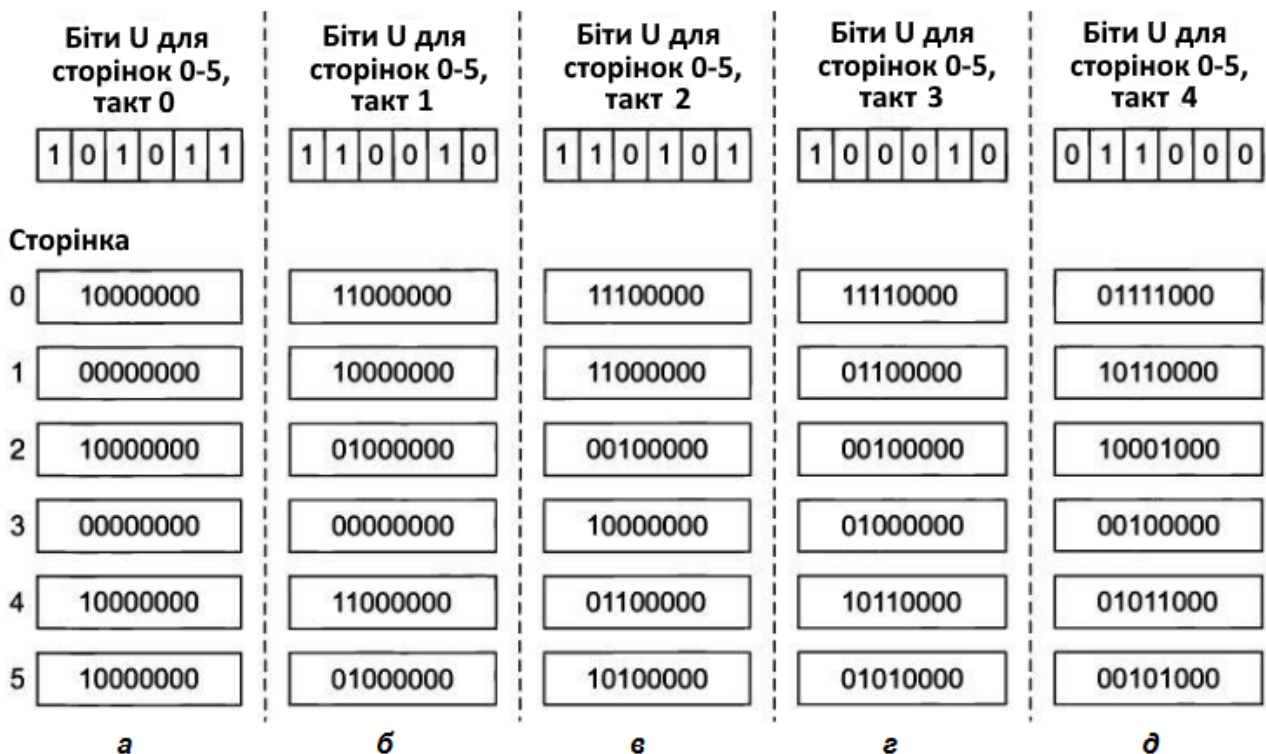 Біти U для сторінок 0-5, такт 0
Біти U для сторінок 0-5, такт 1
Біти U для сторінок 0-5, такт 2
Біти U для сторінок 0-5, такт 3
Біти U для сторінок 0-5, такт 4
1 0 1 0 1 1
1 1 0 0 1 0
1 1 0 1 0 1
1 0 0 0 1 0
0 1 1 0 0 0
Сторінка
0 10000000 11000000 11100000 11110000 01111000
1 00000000 10000000 11000000 01100000 10110000
2 10000000 01000000 00100000 00100000 10001000
3 00000000 00000000 10000000 01000000 00100000
4 10000000 11000000 01100000 10110000 01011000
5 10000000 01000000 10100000 01010000 00101000
а б в г д